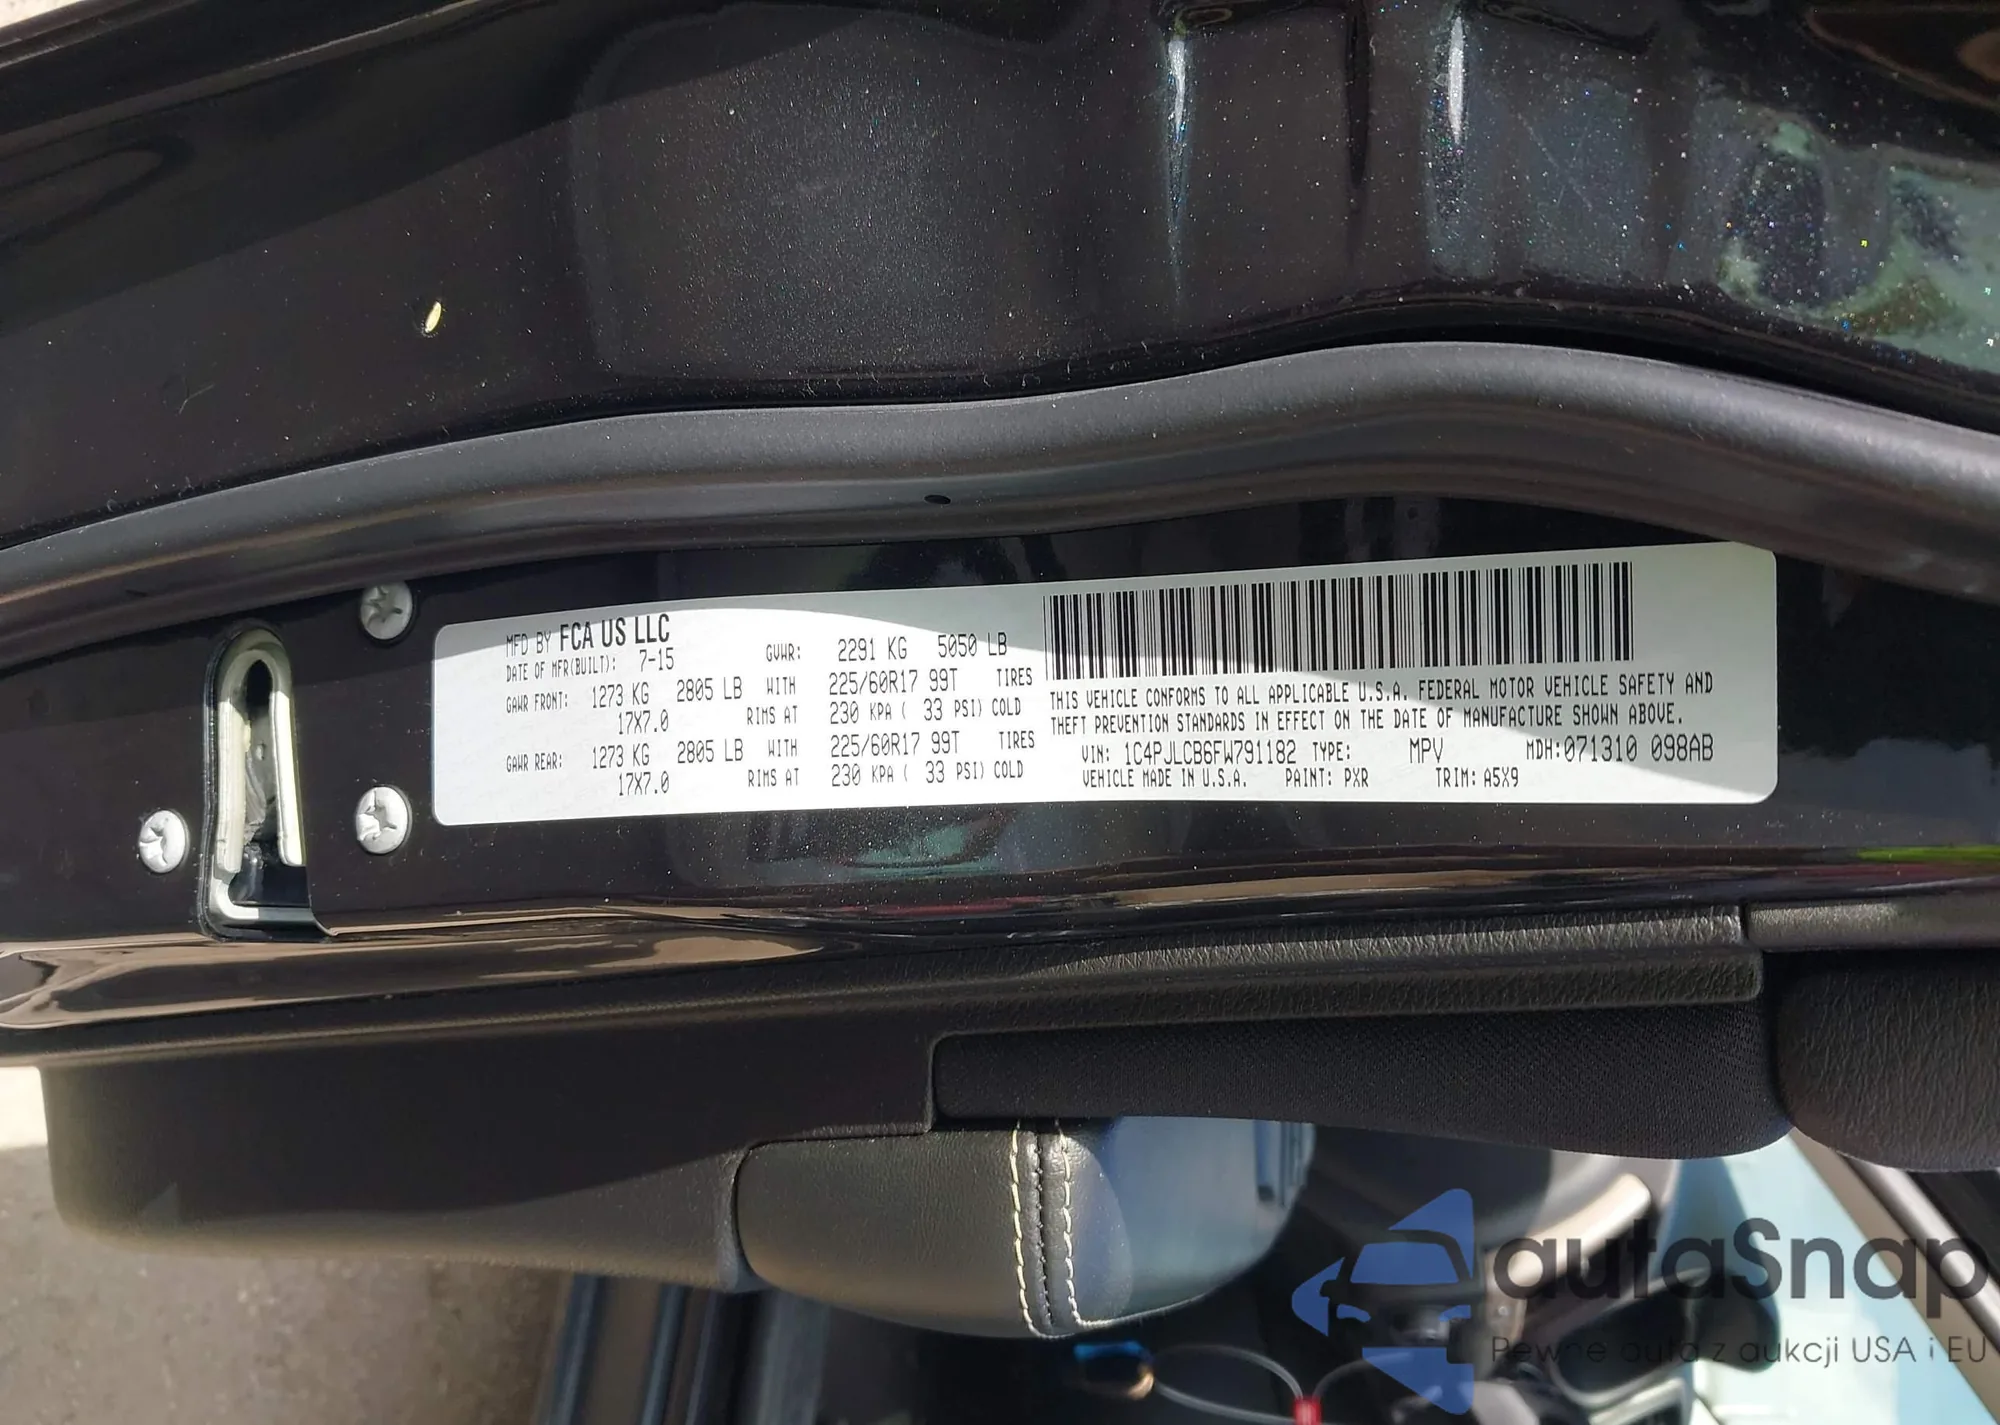 MFD BY FCA US LLC
DATE OF MFR(BUILT): 7-15 GVWR: 2291 KG 5050 LB
GAWR FRONT: 1273 KG 2805 LB WITH 225/60R17 99T TIRES
17X7.0 RIMS AT 230 KPA ( 33 PSI) COLD
GAWR REAR: 1273 KG 2805 LB WITH 225/60R17 99T TIRES
17X7.0 RIMS AT 230 KPA ( 33 PSI) COLD
THIS VEHICLE CONFORMS TO ALL APPLICABLE U.S.A. FEDERAL MOTOR VEHICLE SAFETY AND
THEFT PREVENTION STANDARDS IN EFFECT ON THE DATE OF MANUFACTURE SHOWN ABOVE.
VIN: 1C4PJLCB6FW791182 TYPE: MPV MDH:071310 098AB
VEHICLE MADE IN U.S.A. PAINT: PXR TRIM: A5X9
autaSnap
Pewne auta z aukcji USA i EU